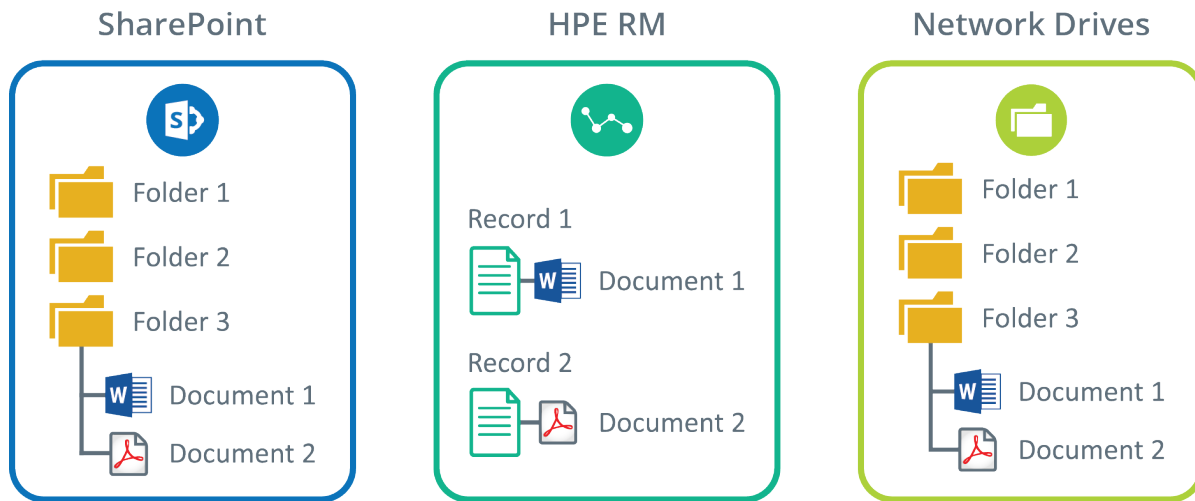 SharePoint
S
Folder 1
Folder 2
Folder 3
W
Document 1
Document 2
HPE RM
Record 1
W
Document 1
Record 2
Document 2
Network Drives
Folder 1
Folder 2
Folder 3
W
Document 1
Document 2